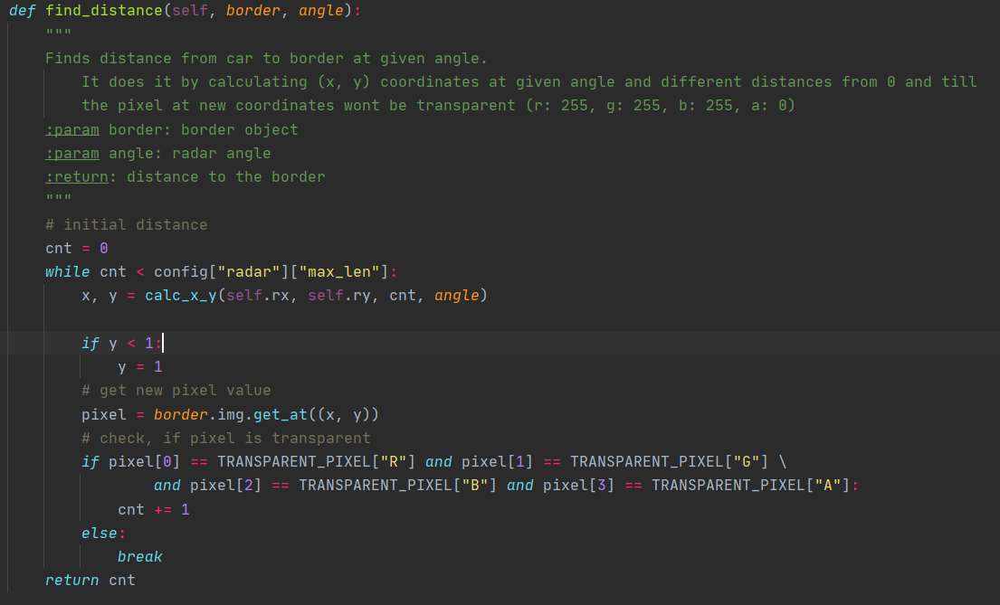 def find_distance(self, border, angle):
    """
    Finds distance from car to border at given angle.
        It does it by calculating (x, y) coordinates at given angle and different distances from 0 and till
        the pixel at new coordinates wont be transparent (r: 255, g: 255, b: 255, a: 0)
    :param border: border object
    :param angle: radar angle
    :return: distance to the border
    """
    # initial distance
    cnt = 0
    while cnt < config["radar"]["max_len"]:
        x, y = calc_x_y(self.rx, self.ry, cnt, angle)

        if y < 1:
            y = 1
        # get new pixel value
        pixel = border.img.get_at((x, y))
        # check, if pixel is transparent
        if pixel[0] == TRANSPARENT_PIXEL["R"] and pixel[1] == TRANSPARENT_PIXEL["G"] \
                and pixel[2] == TRANSPARENT_PIXEL["B"] and pixel[3] == TRANSPARENT_PIXEL["A"]:
            cnt += 1
        else:
            break
    return cnt